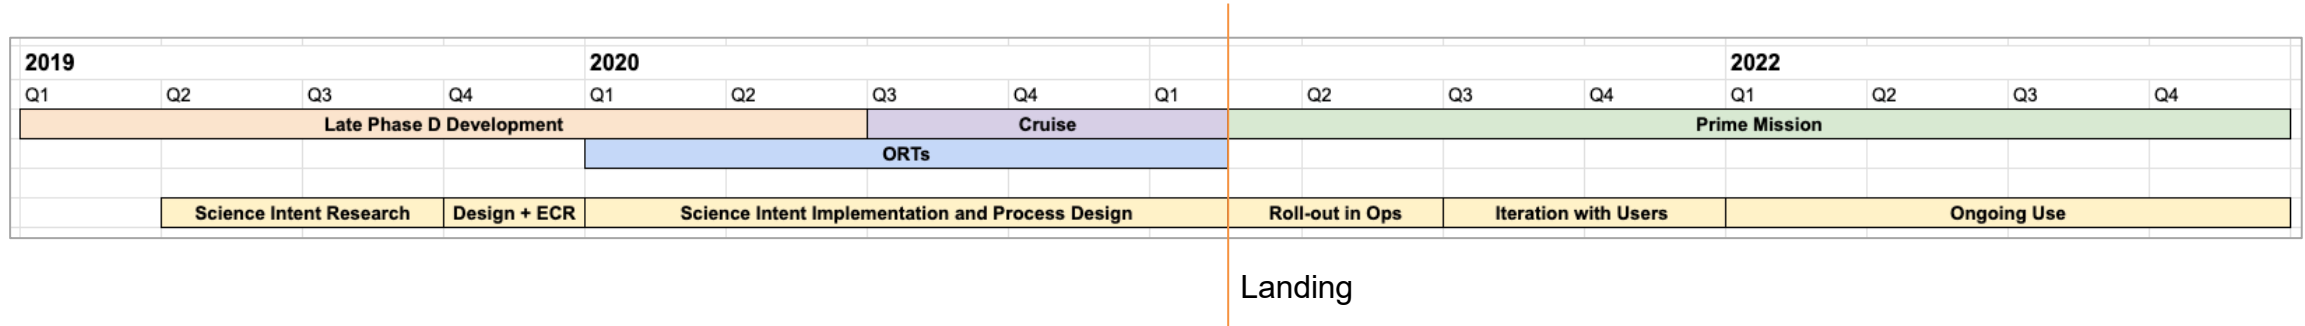 2019 2020 2022
Q1 Q2 Q3 Q4 Q1 Q2 Q3 Q4 Q1 Q2 Q3 Q4 Q1 Q2 Q3 Q4
Late Phase D Development Cruise Prime Mission
ORTs
Science Intent Research Design + ECR Science Intent Implementation and Process Design Roll-out in Ops Iteration with Users Ongoing Use
Landing